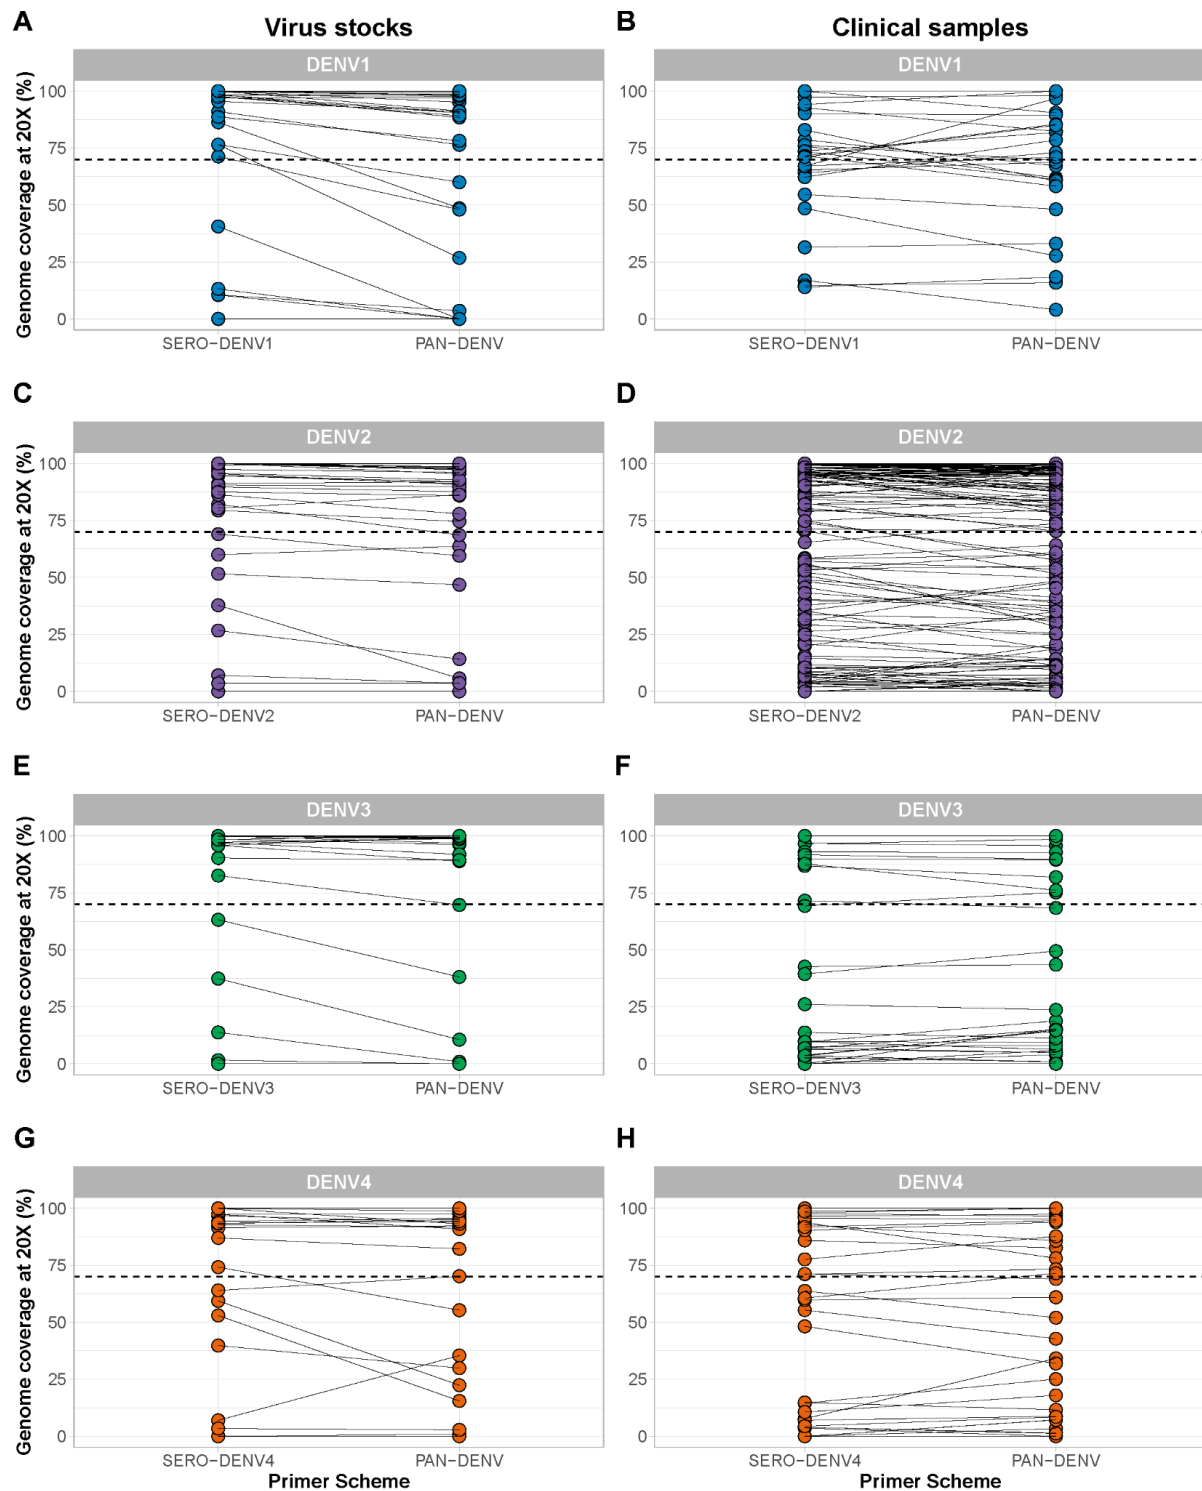 A Virus stocks B Clinical samples
DENV1 DENV1
Genome coverage at 20X (%)
100 100
75 75
50 50
25 25
0 0
SERO-DENV1 PAN-DENV SERO-DENV1 PAN-DENV
C D
DENV2 DENV2
Genome coverage at 20X (%)
100 100
75 75
50 50
25 25
0 0
SERO-DENV2 PAN-DENV SERO-DENV2 PAN-DENV
E F
DENV3 DENV3
Genome coverage at 20X (%)
100 100
75 75
50 50
25 25
0 0
SERO-DENV3 PAN-DENV SERO-DENV3 PAN-DENV
G H
DENV4 DENV4
Genome coverage at 20X (%)
100 100
75 75
50 50
25 25
0 0
SERO-DENV4 PAN-DENV SERO-DENV4 PAN-DENV
Primer Scheme Primer Scheme